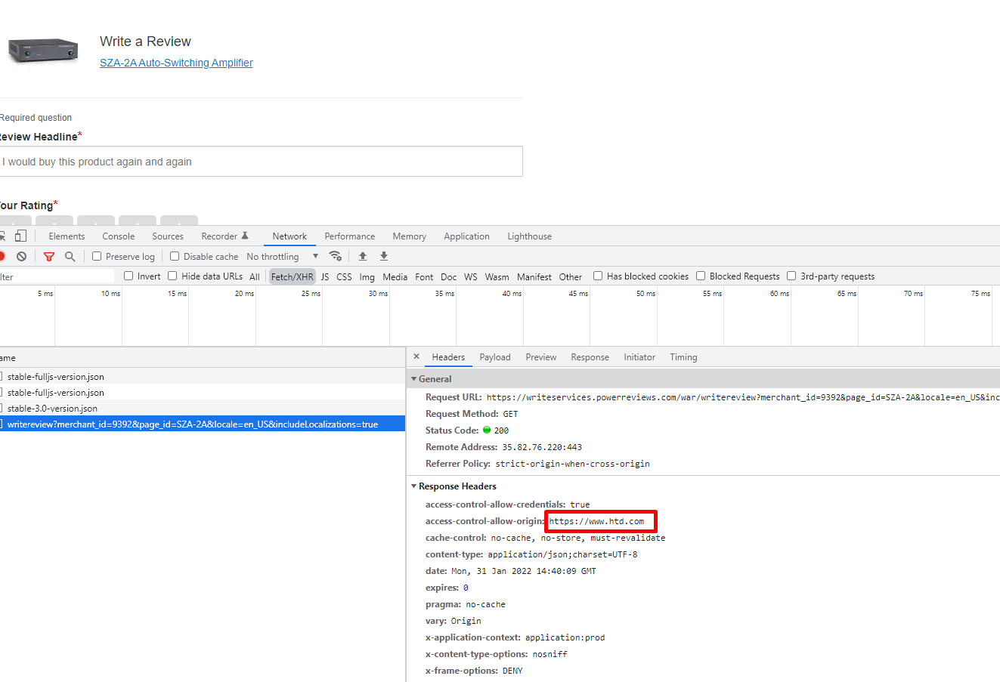 Write a Review
SZA-2A Auto-Switching Amplifier
Required question
eview Headline*
I would buy this product again and again
our Rating*
Elements Console Sources Recorder Network Performance Memory Application Lighthouse
Preserve log Disable cache No throttling
lter Invert Hide data URLs All Fetch/XHR JS CSS Img Media Font Doc WS Wasm Manifest Other Has blocked cookies Blocked Requests 3rd-party requests
5 ms 10 ms 15 ms 20 ms 25 ms 30 ms 35 ms 40 ms 45 ms 50 ms 55 ms 60 ms 65 ms 70 ms 75 ms
ame
stable-fulljs-version.json
stable-fulljs-version.json
stable-3.0-version.json
writereview?merchant_id=9392&page_id=SZA-2A&locale=en_US&includeLocalizations=true
× Headers Payload Preview Response Initiator Timing
General
Request URL: https://writeservices.powerreviews.com/war/writereview?merchant_id=9392&page_id=SZA-2A&locale=en_US&inc
Request Method: GET
Status Code: 200
Remote Address: 35.82.76.220:443
Referrer Policy: strict-origin-when-cross-origin
Response Headers
access-control-allow-credentials: true
access-control-allow-origin: https://www.htd.com
cache-control: no-cache, no-store, must-revalidate
content-type: application/json;charset=UTF-8
date: Mon, 31 Jan 2022 14:40:09 GMT
expires: 0
pragma: no-cache
vary: Origin
x-application-context: application:prod
x-content-type-options: nosniff
x-frame-options: DENY